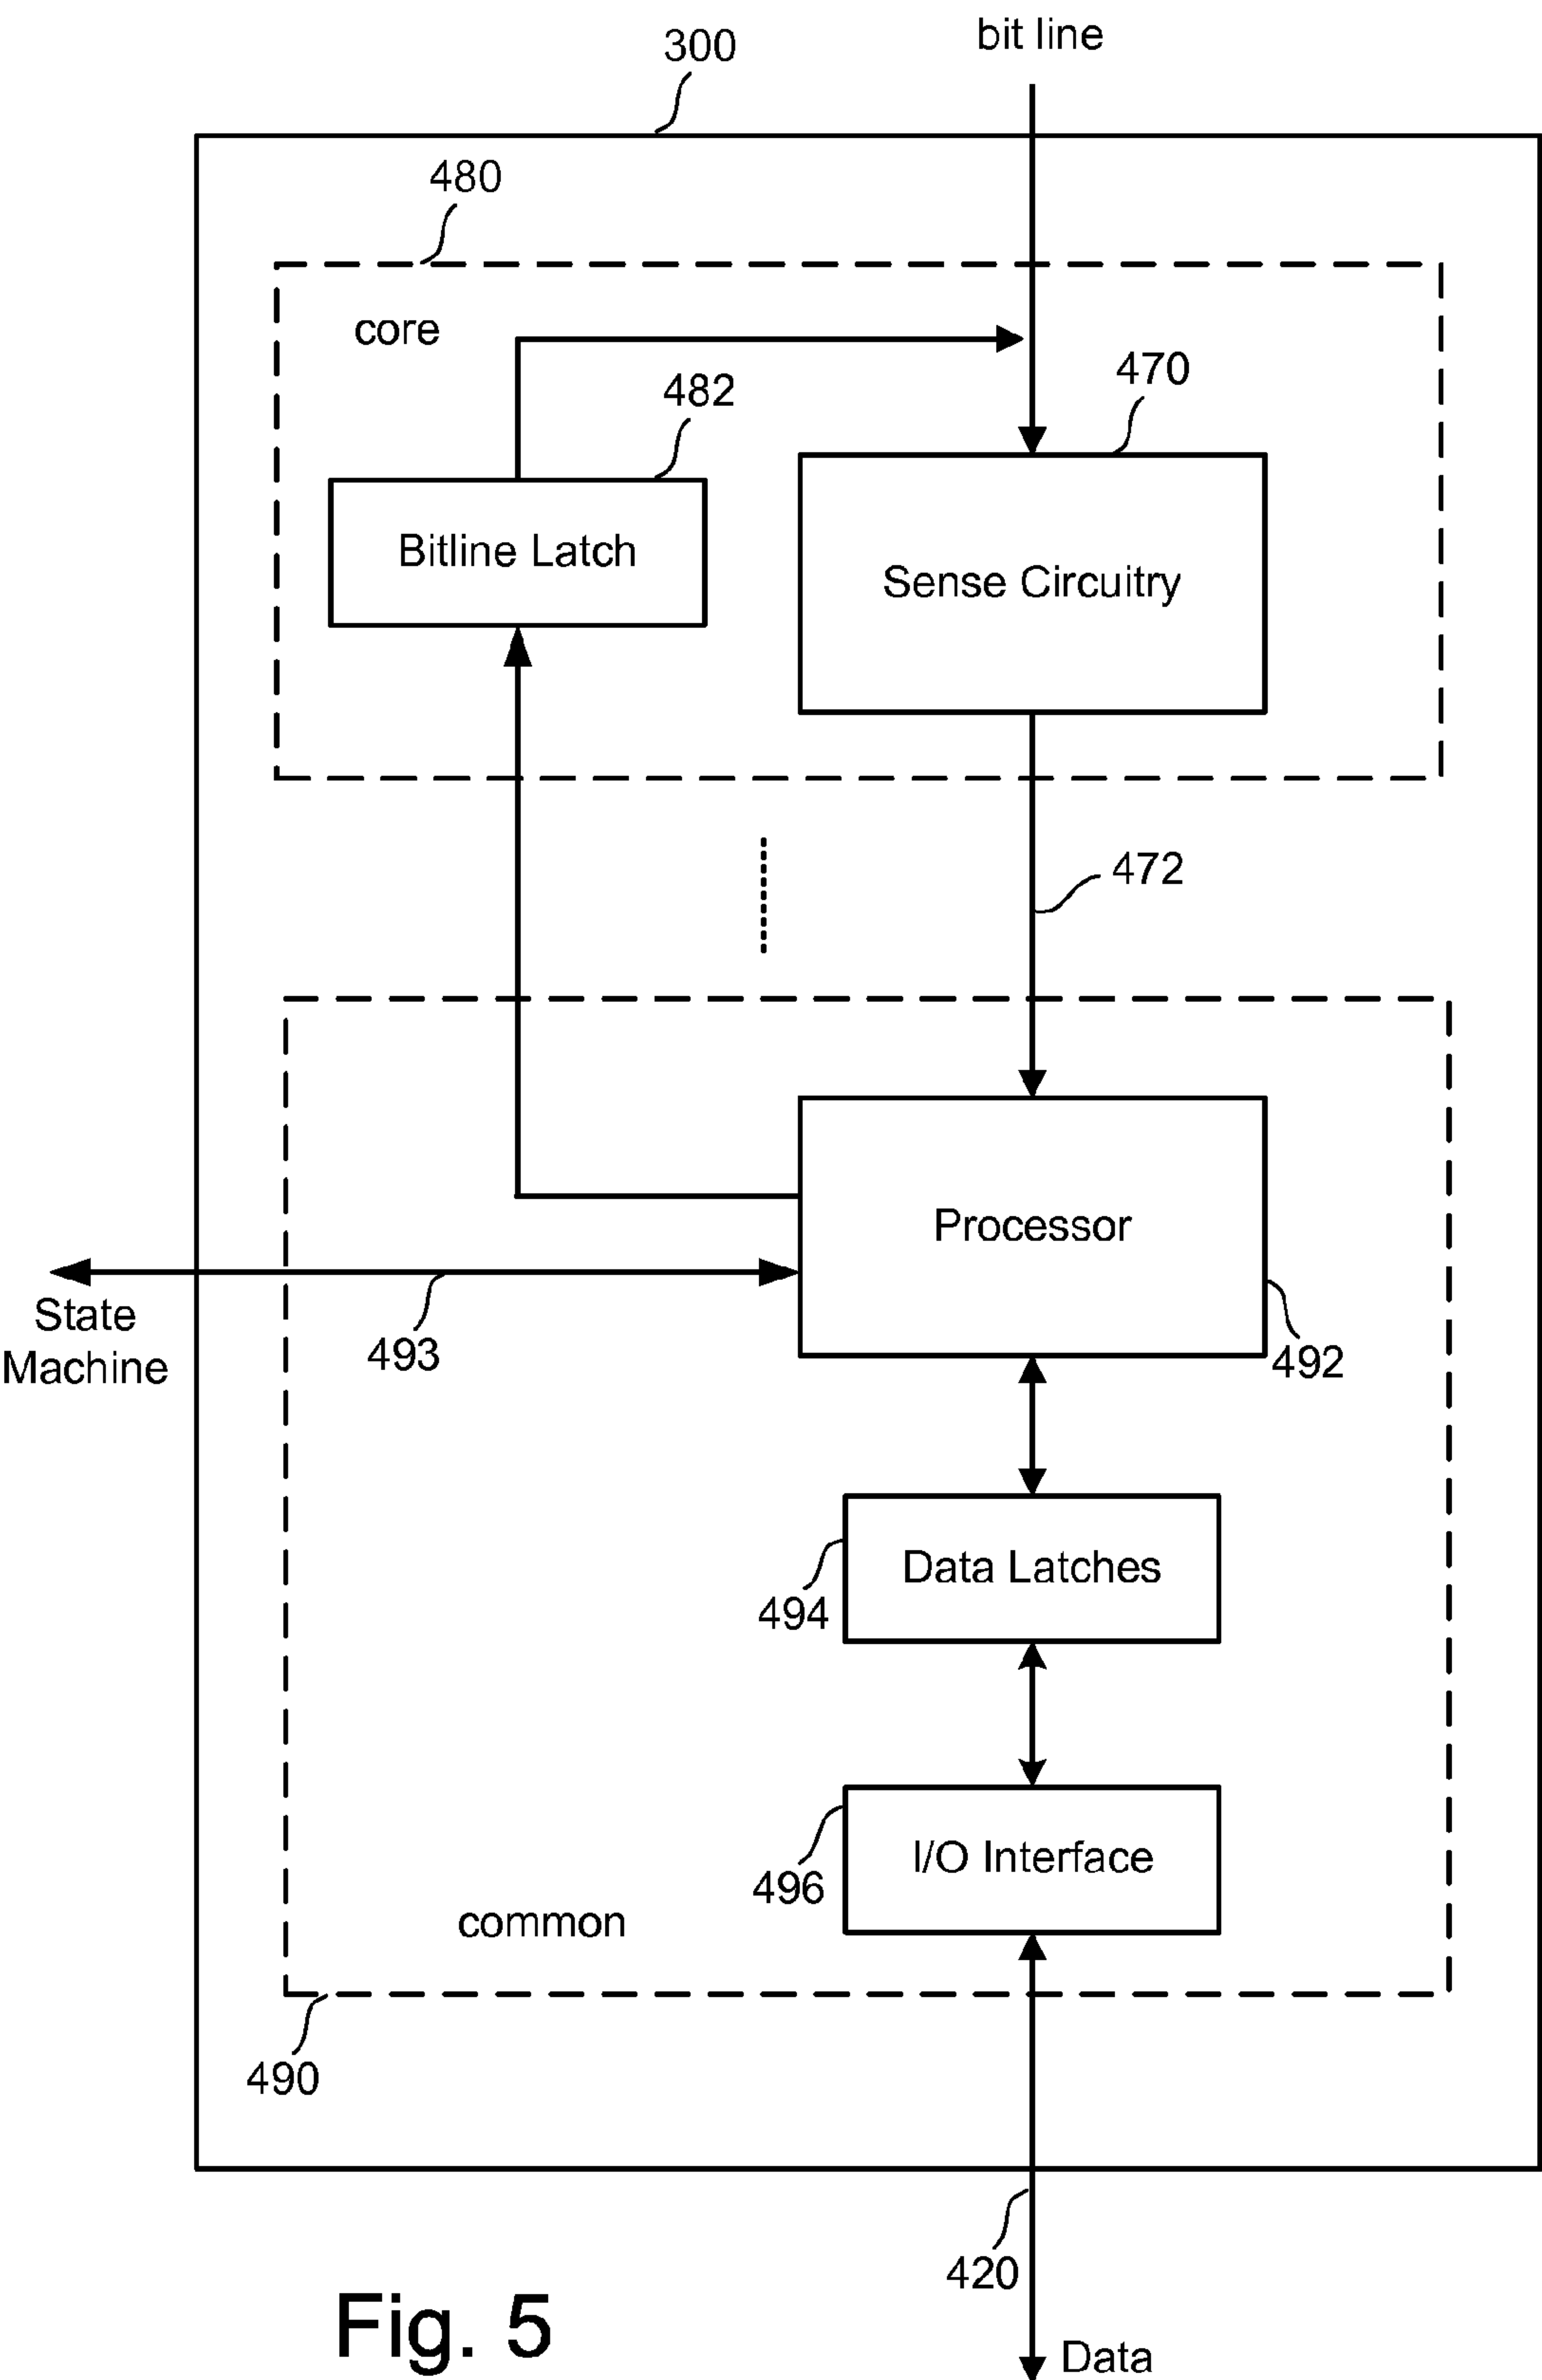 bit line
300
480
core
470
482
Bitline Latch
Sense Circuitry
472
Processor
State
Machine
493
492
Data Latches
494
I/O Interface
496
common
490
420
Fig. 5
Data